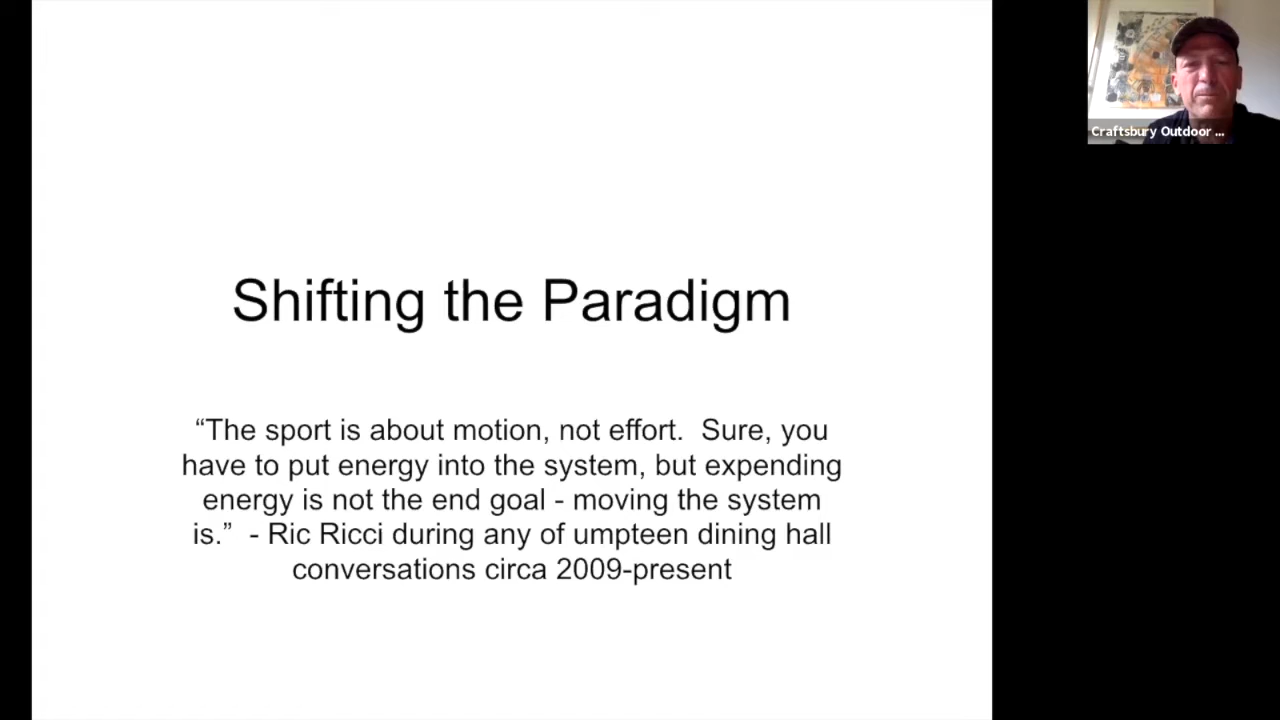 Craftsbury Outdoor ...
Shifting the Paradigm
“The sport is about motion, not effort.  Sure, you
have to put energy into the system, but expending
energy is not the end goal - moving the system
is.”  - Ric Ricci during any of umpteen dining hall
conversations circa 2009-present